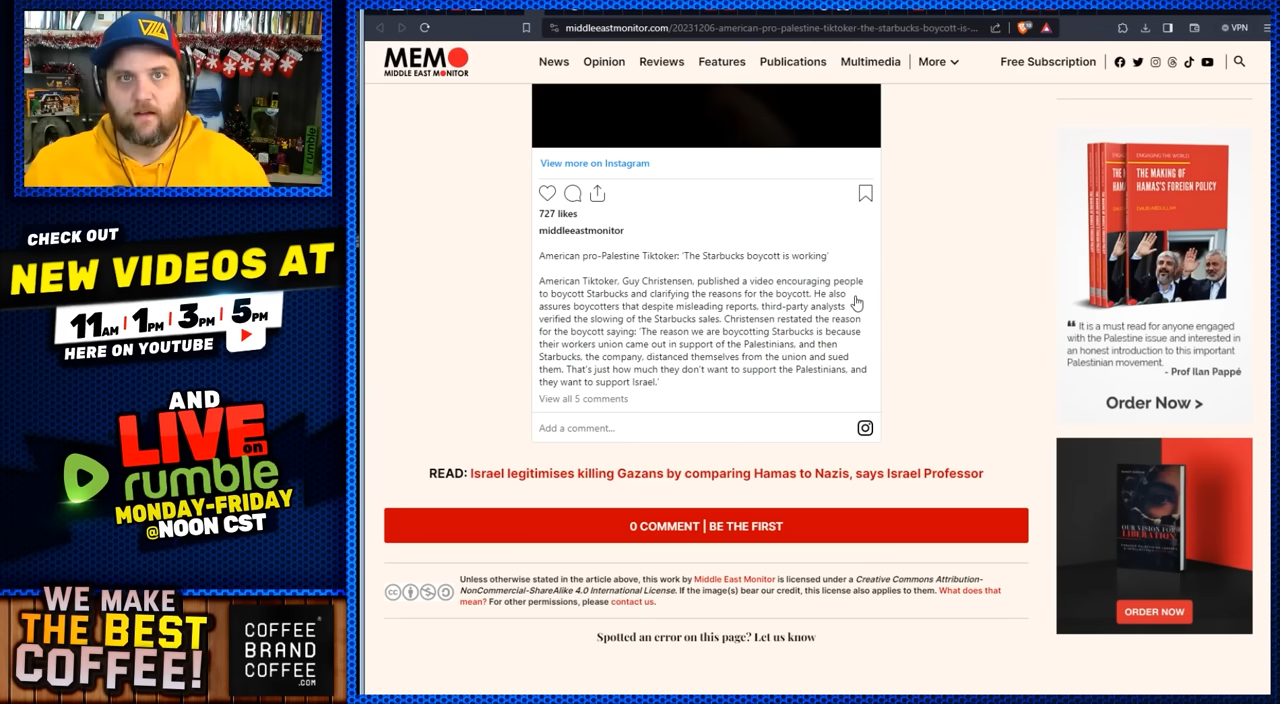 CHECK OUT
NEW VIDEOS AT
11AM | 1PM | 3PM | 5PM
HERE ON YOUTUBE
AND
LIVE on
rumble
MONDAY-FRIDAY
@NOON CST
WE MAKE
THE BEST
COFFEE!
COFFEE
BRAND
COFFEE
.COM
rumble
middleeastmonitor.com/20231206-american-pro-palestine-tiktoker-the-starbucks-boycott-is-...
VPN
MEMO
MIDDLE EAST MONITOR
News Opinion Reviews Features Publications Multimedia More Free Subscription
View more on Instagram
727 likes
middleeastmonitor
American pro-Palestine Tiktoker: 'The Starbucks boycott is working'
American Tiktoker, Guy Christensen, published a video encouraging people
to boycott Starbucks and clarifying the reasons for the boycott. He also
assures boycotters that despite misleading reports, third-party analysts
verified the slowing of the Starbucks sales. Christensen restated the reason
for the boycott saying: 'The reason we are boycotting Starbucks is because
their workers union came out in support of the Palestinians, and then
Starbucks, the company, distanced themselves from the union and sued
them. That's just how much they don't want to support the Palestinians, and
they want to support Israel.'
View all 5 comments
Add a comment...
READ: Israel legitimises killing Gazans by comparing Hamas to Nazis, says Israel Professor
0 COMMENT | BE THE FIRST
Unless otherwise stated in the article above, this work by Middle East Monitor is licensed under a Creative Commons Attribution-
NonCommercial-ShareAlike 4.0 International License. If the image(s) bear our credit, this license also applies to them. What does that
mean? For other permissions, please contact us.
Spotted an error on this page? Let us know
ENGAGING THE WORLD
THE MAKING OF
HAMAS'S FOREIGN POLICY
❝ It is a must read for anyone engaged
with the Palestine issue and interested in
an honest introduction to this important
Palestinian movement.
- Prof Ilan Pappé
Order Now >
OUR VISION FOR
LIBERATION
ORDER NOW